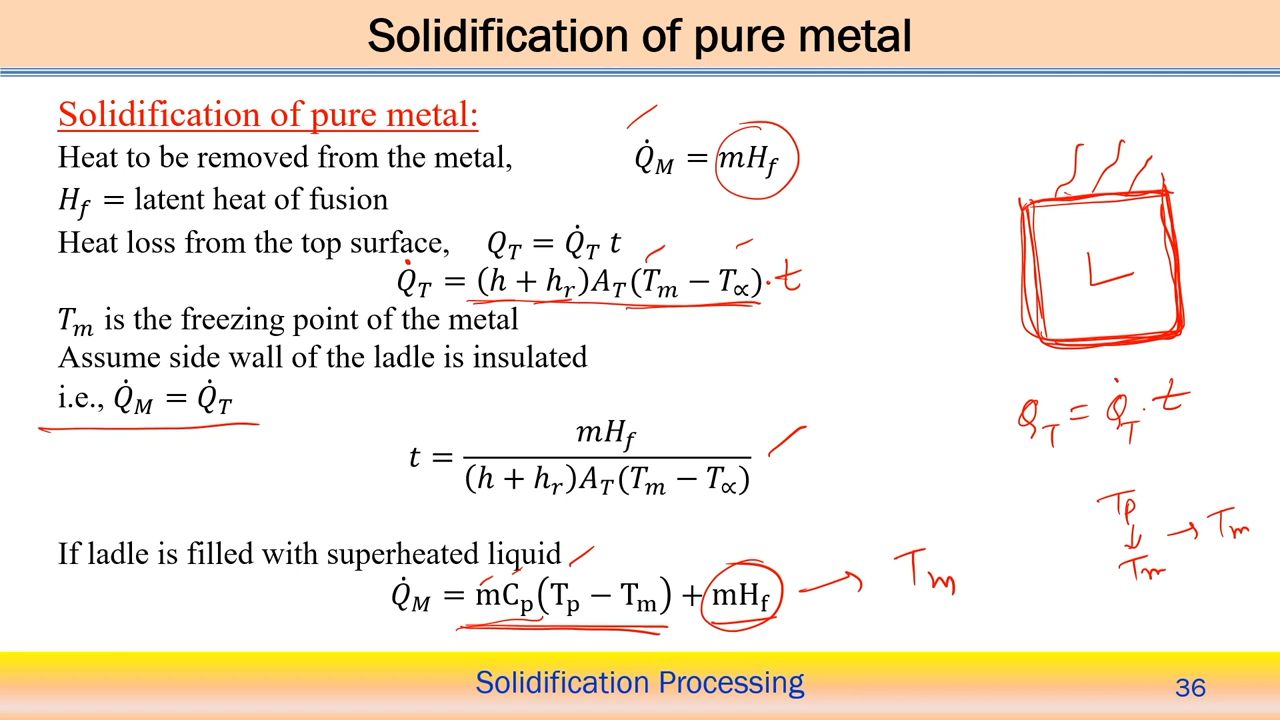 Solidification of pure metal
Solidification of pure metal:
Heat to be removed from the metal, Q̇_M = mH_f
H_f = latent heat of fusion
Heat loss from the top surface, Q_T = Q̇_T t
Q̇_T = (h + h_r)A_T(T_m − T_∝) · t
T_m is the freezing point of the metal
Assume side wall of the ladle is insulated
i.e., Q̇_M = Q̇_T
t = mH_f / (h + h_r)A_T(T_m − T_∝)
If ladle is filled with superheated liquid
Q̇_M = mC_p(T_p − T_m) + mH_f → T_m
L
Q_T = Q̇_T · t
T_p
↓ → T_m
T_m
Solidification Processing
36